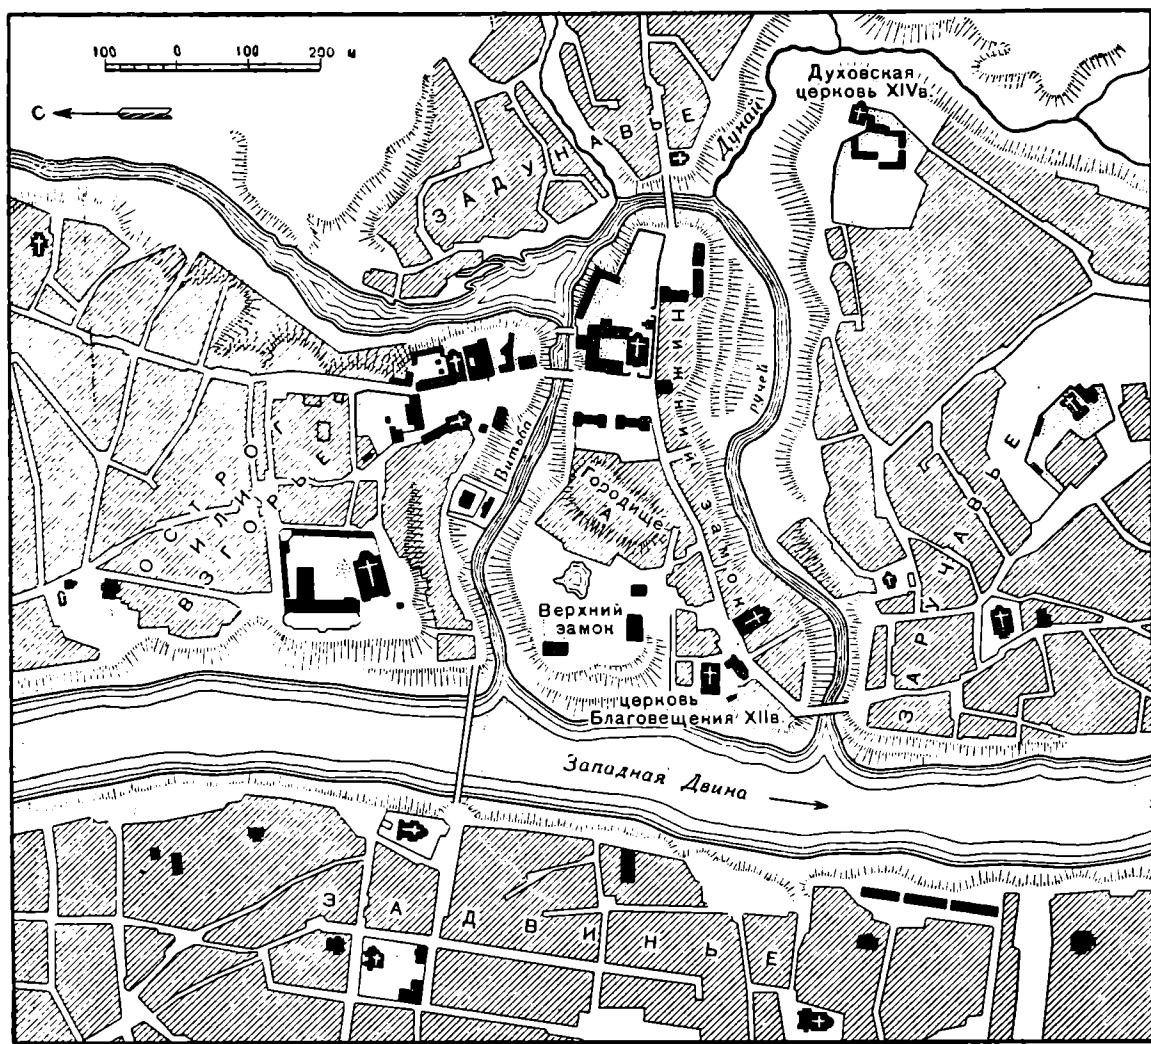 100 0 100 200 м
С
Духовская
церковь XIVв.
Дунай
ЗАДУНАВЬЕ
НИЖНИЙ ЗАМОК
ручей
Витьба
Городище
А
ОСТРОГ
ИЛИ
ВЗГОРЬЕ
Верхний
замок
ЗАРУЧАВЬЕ
церковь
Благовещения XIIв.
Западная Двина
ЗАДВИНЬЕ